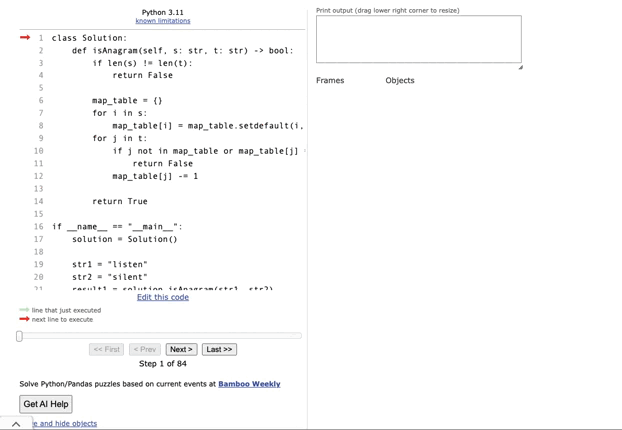 Python 3.11
known limitations
1 class Solution:
2 def isAnagram(self, s: str, t: str) -> bool:
3 if len(s) != len(t):
4 return False
5
6 map_table = {}
7 for i in s:
8 map_table[i] = map_table.setdefault(i,
9 for j in t:
10 if j not in map_table or map_table[j]
11 return False
12 map_table[j] -= 1
13
14 return True
15
16 if __name__ == "__main__":
17 solution = Solution()
18
19 str1 = "listen"
20 str2 = "silent"
21 result1 = solution.isAnagram(str1, str2)
Edit this code
line that just executed
next line to execute
<< First < Prev Next > Last >>
Step 1 of 84
Solve Python/Pandas puzzles based on current events at Bamboo Weekly
Get AI Help
and hide objects
Print output (drag lower right corner to resize)
Frames Objects